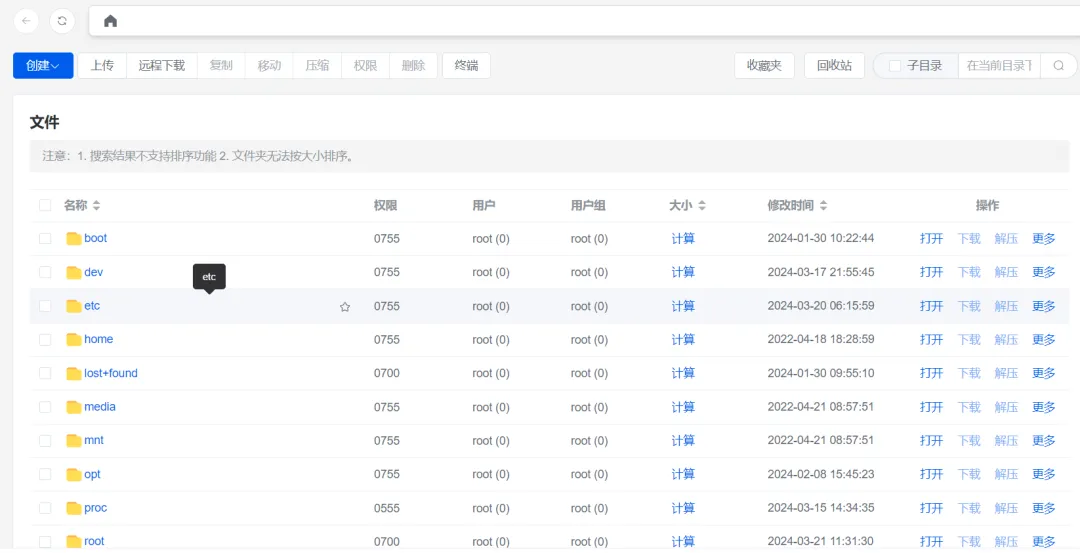 创建 上传 远程下载 复制 移动 压缩 权限 删除 终端 收藏夹 回收站 子目录 在当前目录下
文件
注意：1. 搜索结果不支持排序功能 2. 文件夹无法按大小排序。
名称 权限 用户 用户组 大小 修改时间 操作
boot 0755 root (0) root (0) 计算 2024-01-30 10:22:44 打开 下载 解压 更多
dev 0755 root (0) root (0) 计算 2024-03-17 21:55:45 打开 下载 解压 更多
etc
etc 0755 root (0) root (0) 计算 2024-03-20 06:15:59 打开 下载 解压 更多
home 0755 root (0) root (0) 计算 2022-04-18 18:28:59 打开 下载 解压 更多
lost+found 0700 root (0) root (0) 计算 2024-01-30 09:55:10 打开 下载 解压 更多
media 0755 root (0) root (0) 计算 2022-04-21 08:57:51 打开 下载 解压 更多
mnt 0755 root (0) root (0) 计算 2022-04-21 08:57:51 打开 下载 解压 更多
opt 0755 root (0) root (0) 计算 2024-02-08 15:45:23 打开 下载 解压 更多
proc 0555 root (0) root (0) 计算 2024-03-15 14:34:35 打开 下载 解压 更多
root 0700 root (0) root (0) 计算 2024-03-21 11:31:30 打开 下载 解压 更多